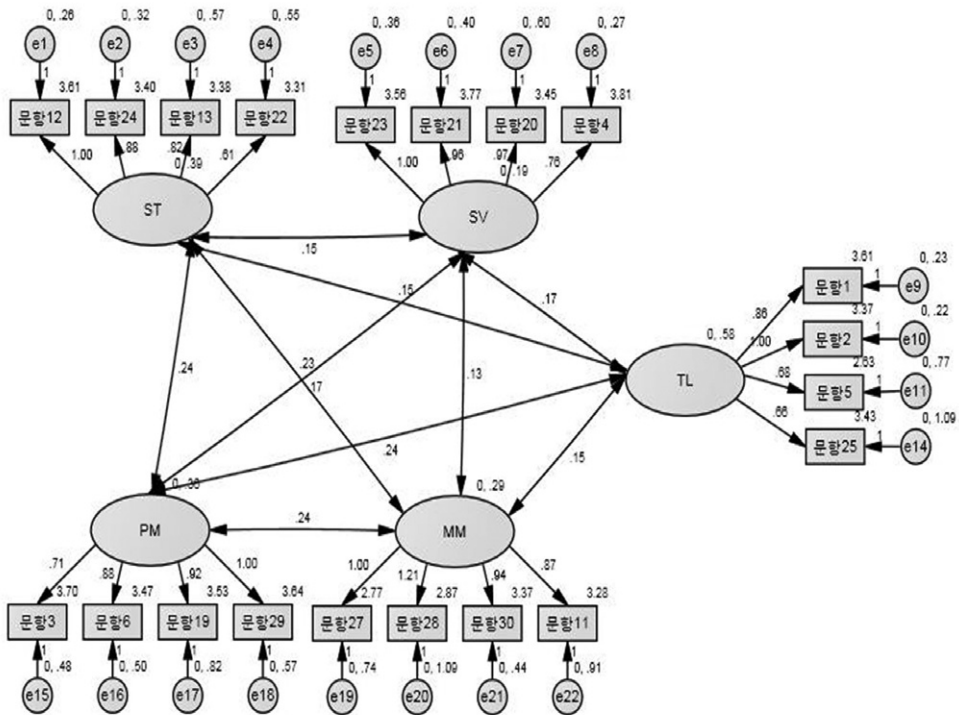 0, .26 0, .32 0, .57 0, .55
e1 e2 e3 e4
1 1 1 1
3.61 3.40 3.38 3.31
문항12 문항24 문항13 문항22
1.00 .88 .82 .61
0, .39
ST
0, .36 0, .40 0, .60 0, .27
e5 e6 e7 e8
1 1 1 1
3.56 3.77 3.45 3.81
문항23 문항21 문항20 문항4
1.00 .96 .97 .76
0, .19
SV
.15
.15
.17
.24
.23
.17
.13
.24
.15
.24
0, .58
TL
.86 1.00 .68 .66
3.61 0, .23
문항1 1 e9
3.37 0, .22
문항2 1 e10
2.63 0, .77
문항5 1 e11
3.43 0, 1.09
문항25 1 e14
PM
.71 .88 .92 1.00
3.70 3.47 3.53 3.64
문항3 문항6 문항19 문항29
1 1 1 1
0, .48 0, .50 0, .82 0, .57
e15 e16 e17 e18
0, .29
MM
1.00 1.21 .94 .87
2.77 2.87 3.37 3.28
문항27 문항28 문항30 문항11
1 1 1 1
0, .74 0, 1.09 0, .44 0, .91
e19 e20 e21 e22